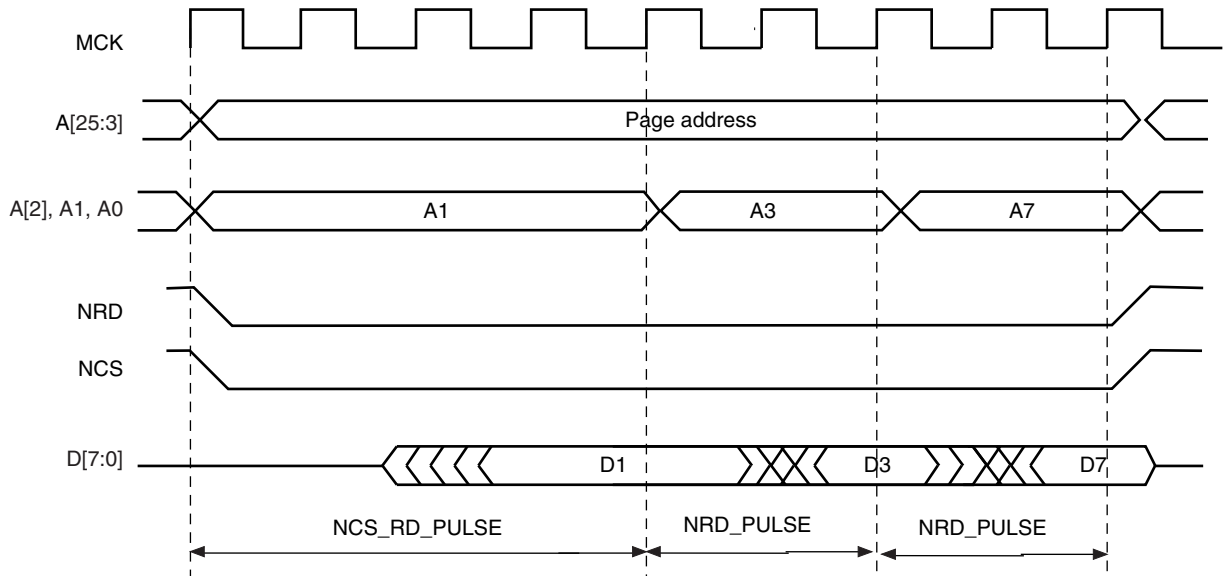 MCK
A[25:3]
Page address
A[2], A1, A0
A1
A3
A7
NRD
NCS
D[7:0]
D1
D3
D7
NCS_RD_PULSE
NRD_PULSE
NRD_PULSE